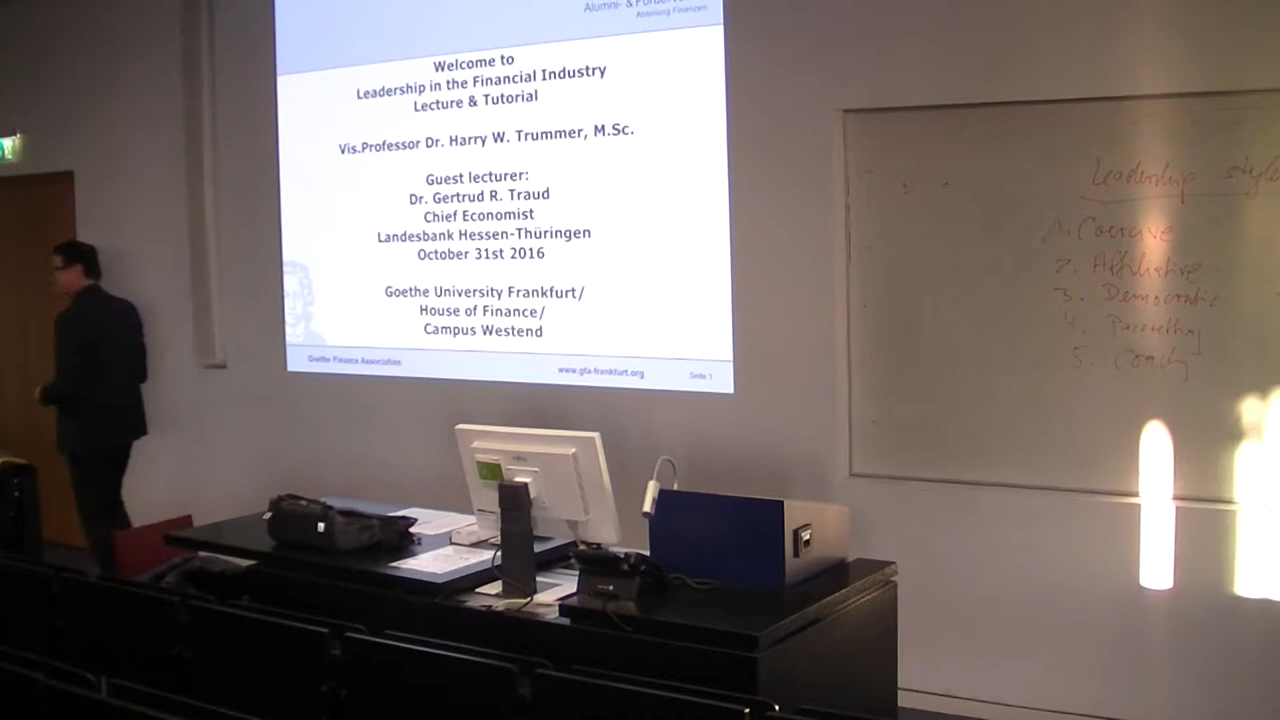 Alumni- & Förderver
Abteilung Finanzen
Welcome to
Leadership in the Financial Industry
Lecture & Tutorial
Vis.Professor Dr. Harry W. Trummer, M.Sc.
Guest lecturer:
Dr. Gertrud R. Traud
Chief Economist
Landesbank Hessen-Thüringen
October 31st 2016
Goethe University Frankfurt/
House of Finance/
Campus Westend
Goethe Finance Association
www.gfa-frankfurt.org
Seite 1
Leadership style
1. Coercive
2. Affiliative
3. Democratic
4.
5. Coach